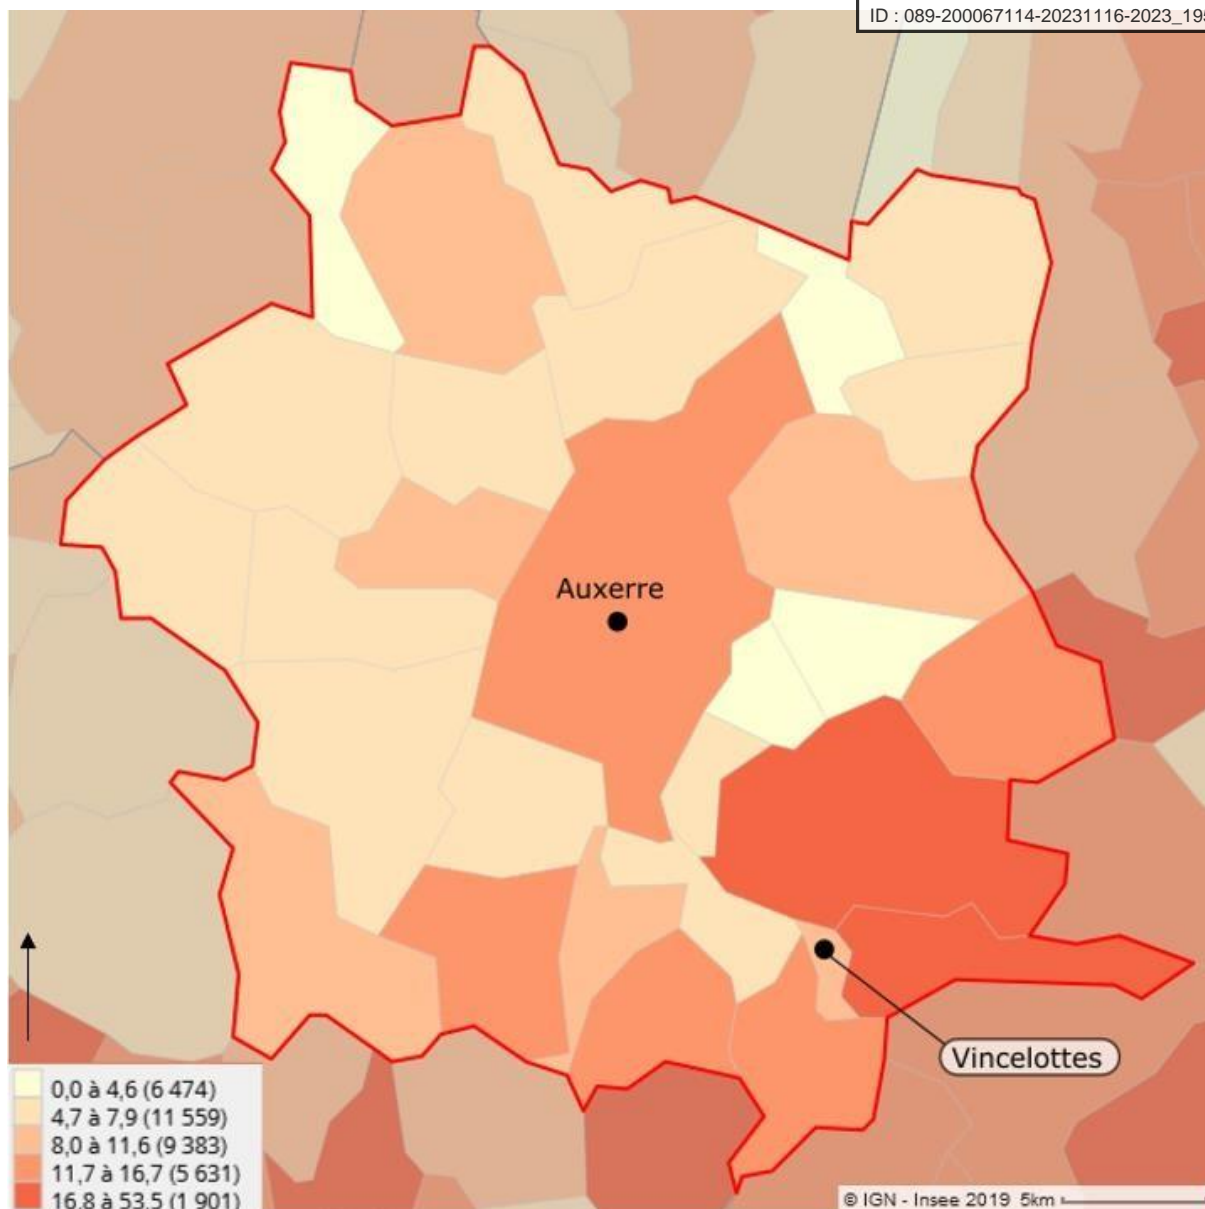 ID : 089-200067114-20231116-2023_195
Auxerre
Vincelottes
0,0 à 4,6 (6 474)
4,7 à 7,9 (11 559)
8,0 à 11,6 (9 383)
11,7 à 16,7 (5 631)
16,8 à 53,5 (1 901)
© IGN - Insee 2019 5km